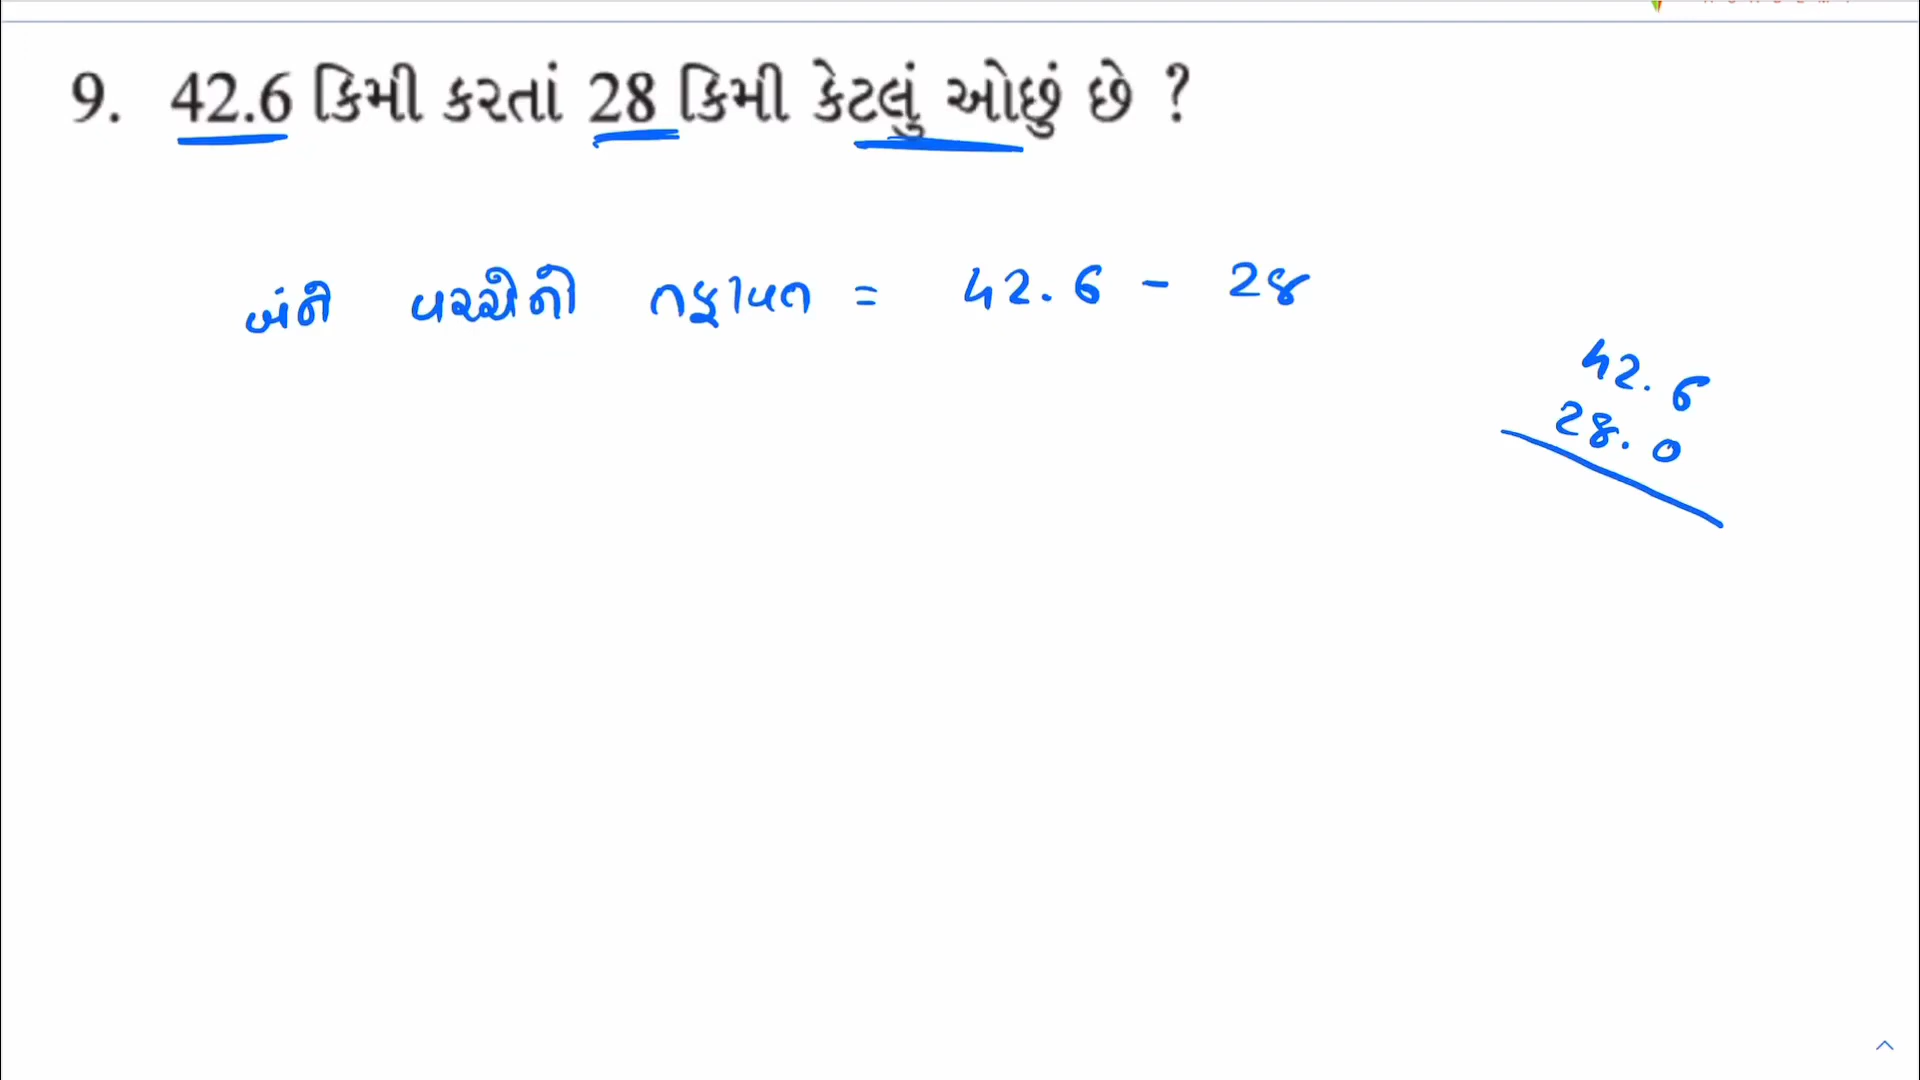 9. 42.6 કિમી કરતાં 28 કિમી કેટલું ઓછું છે ?
બંને વચ્ચેનો તફાવત = 42.6 - 28
42.6
28.0